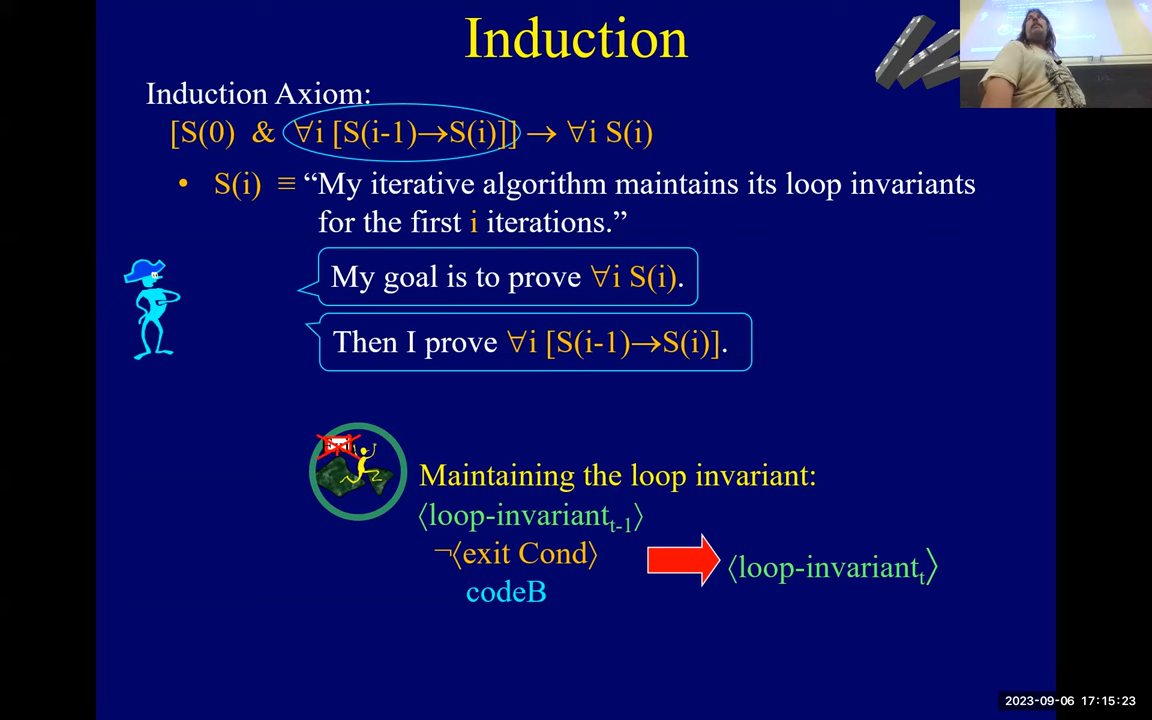 Induction
Induction Axiom:
[S(0) & ∀i [S(i-1)→S(i)]] → ∀i S(i)
• S(i) ≡ “My iterative algorithm maintains its loop invariants
for the first i iterations.”
My goal is to prove ∀i S(i).
Then I prove ∀i [S(i-1)→S(i)].
Maintaining the loop invariant:
⟨loop-invariantₜ₋₁⟩
¬⟨exit Cond⟩
⟨loop-invariantₜ⟩
codeB
2023-09-06 17:15:23